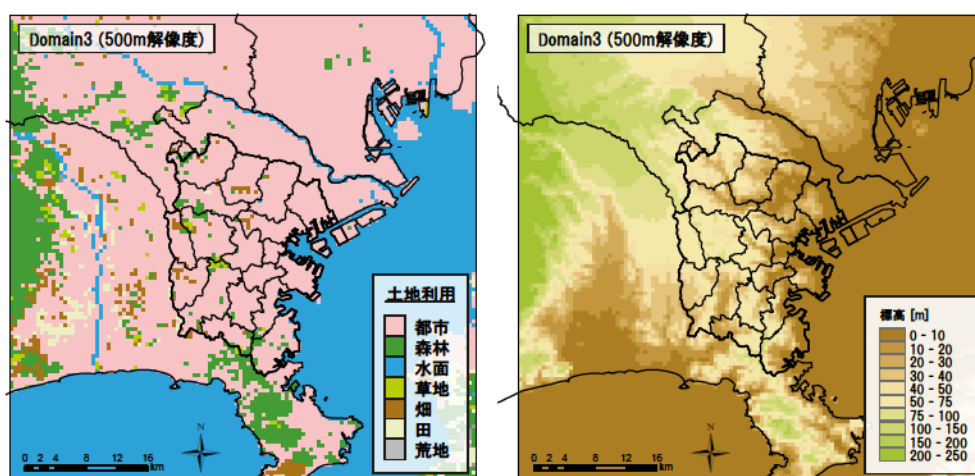 Domain3 (500m解像度)
土地利用
都市
森林
水面
草地
畑
田
荒地
N
0 2 4 8 12 16
km
Domain3 (500m解像度)
標高 [m]
0 - 10
10 - 20
20 - 30
30 - 40
40 - 50
50 - 75
75 - 100
100 - 150
150 - 200
200 - 250
N
0 2 4 8 12 16
km